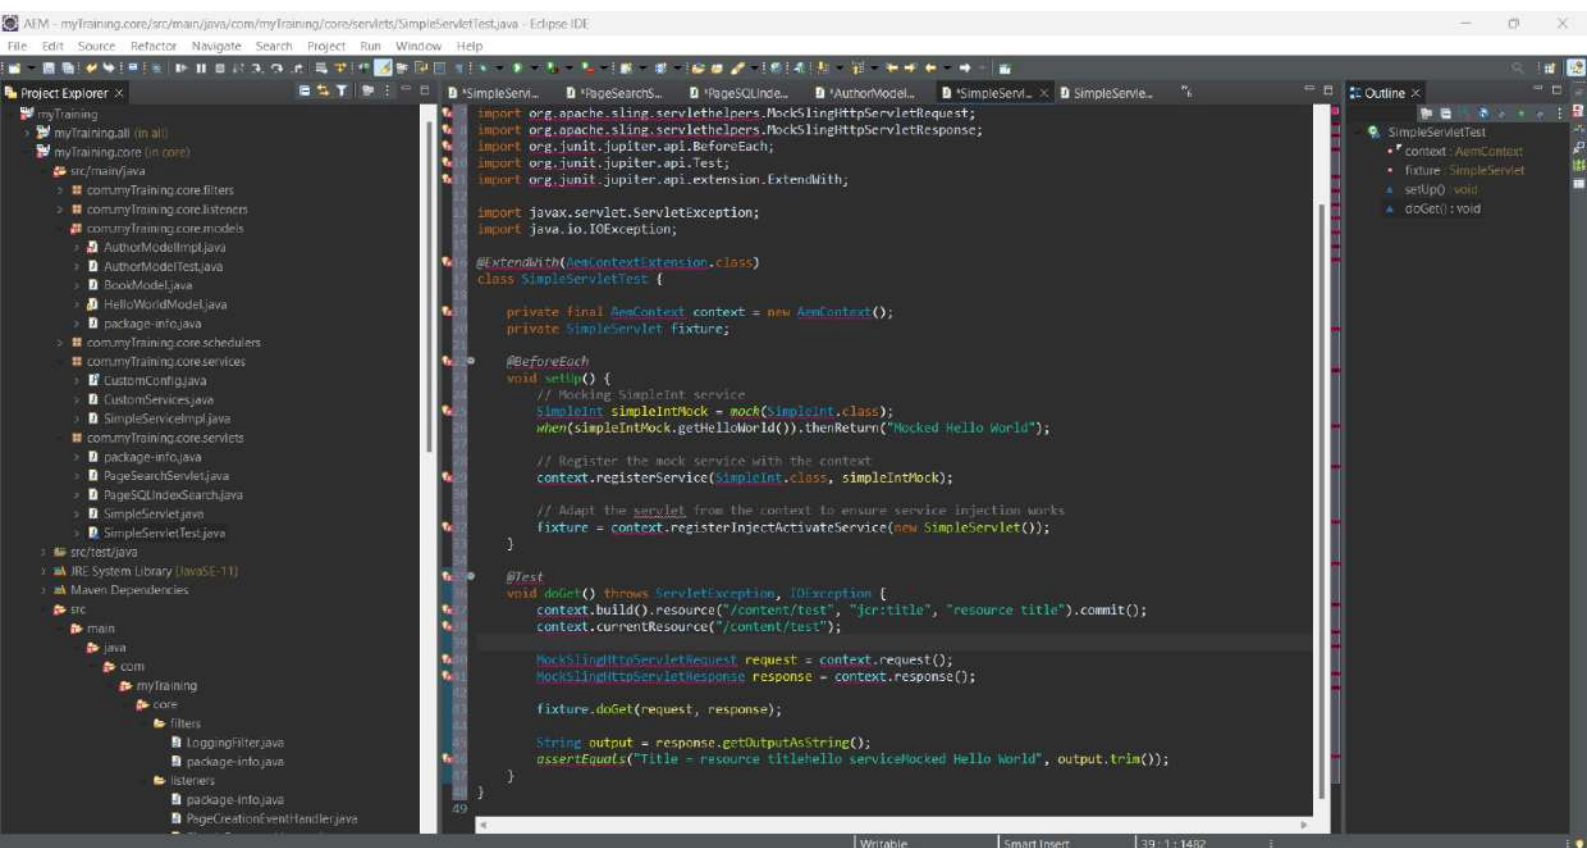 AEM - myTraining.core/src/main/java/com/myTraining/core/servlets/SimpleServletTest.java - Eclipse IDE
File Edit Source Refactor Navigate Search Project Run Window Help
Project Explorer
myTraining
myTraining.all (in all)
myTraining.core (in core)
src/main/java
com.myTraining.core.filters
com.myTraining.core.listeners
com.myTraining.core.models
AuthorModelImpl.java
AuthorModelTest.java
BookModel.java
HelloWorldModel.java
package-info.java
com.myTraining.core.schedulers
com.myTraining.core.services
CustomConfig.java
CustomServices.java
SimpleServiceImpl.java
com.myTraining.core.servlets
package-info.java
PageSearchServlet.java
PageSQLIndexSearch.java
SimpleServlet.java
SimpleServletTest.java
src/test/java
JRE System Library [JavaSE-11]
Maven Dependencies
src
main
java
com
myTraining
core
filters
LoggingFilter.java
package-info.java
listeners
package-info.java
PageCreationEventHandler.java
*SimpleServl... *PageSearchS... *PageSQLInde... *AuthorModel... *SimpleServl... SimpleServle...
import org.apache.sling.servlethelpers.MockSlingHttpServletRequest;
import org.apache.sling.servlethelpers.MockSlingHttpServletResponse;
import org.junit.jupiter.api.BeforeEach;
import org.junit.jupiter.api.Test;
import org.junit.jupiter.api.extension.ExtendWith;
import javax.servlet.ServletException;
import java.io.IOException;
@ExtendWith(AemContextExtension.class)
class SimpleServletTest {
private final AemContext context = new AemContext();
private SimpleServlet fixture;
@BeforeEach
void setUp() {
// Mocking SimpleInt service
SimpleInt simpleIntMock = mock(SimpleInt.class);
when(simpleIntMock.getHelloWorld()).thenReturn("Mocked Hello World");
// Register the mock service with the context
context.registerService(SimpleInt.class, simpleIntMock);
// Adapt the servlet from the context to ensure service injection works
fixture = context.registerInjectActivateService(new SimpleServlet());
}
@Test
void doGet() throws ServletException, IOException {
context.build().resource("/content/test", "jcr:title", "resource title").commit();
context.currentResource("/content/test");
MockSlingHttpServletRequest request = context.request();
MockSlingHttpServletResponse response = context.response();
fixture.doGet(request, response);
String output = response.getOutputAsString();
assertEquals("Title = resource titlehello serviceMocked Hello World", output.trim());
}
}
49
Outline
SimpleServletTest
context : AemContext
fixture : SimpleServlet
setUp() : void
doGet() : void
Writable Smart Insert 39 : 1 : 1482